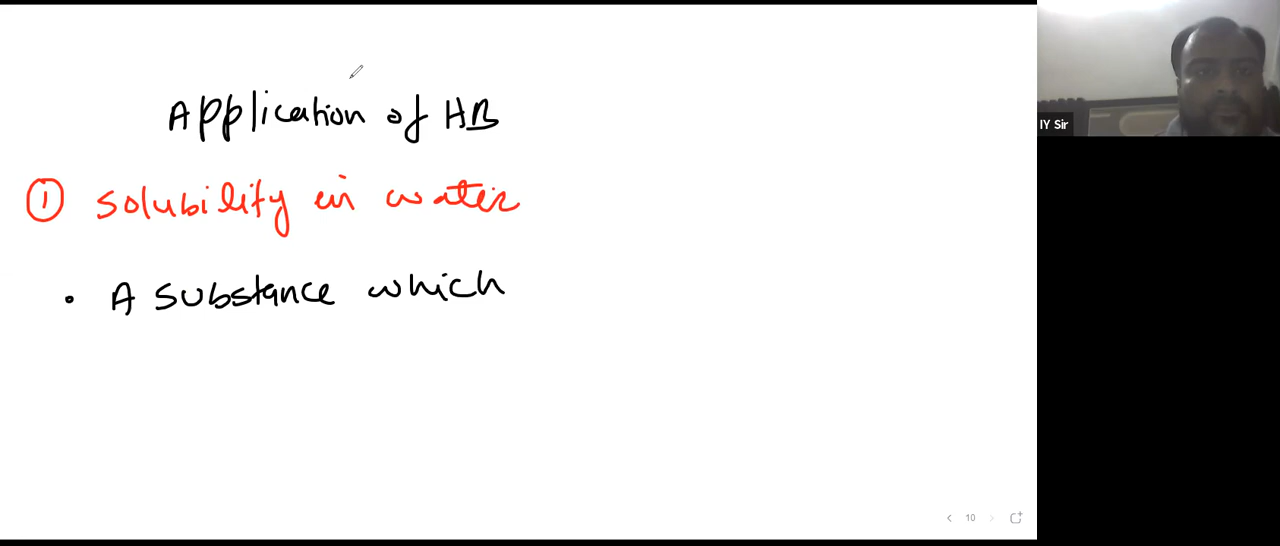 Application of HB
① Solubility in water
• A substance which
IY Sir
10